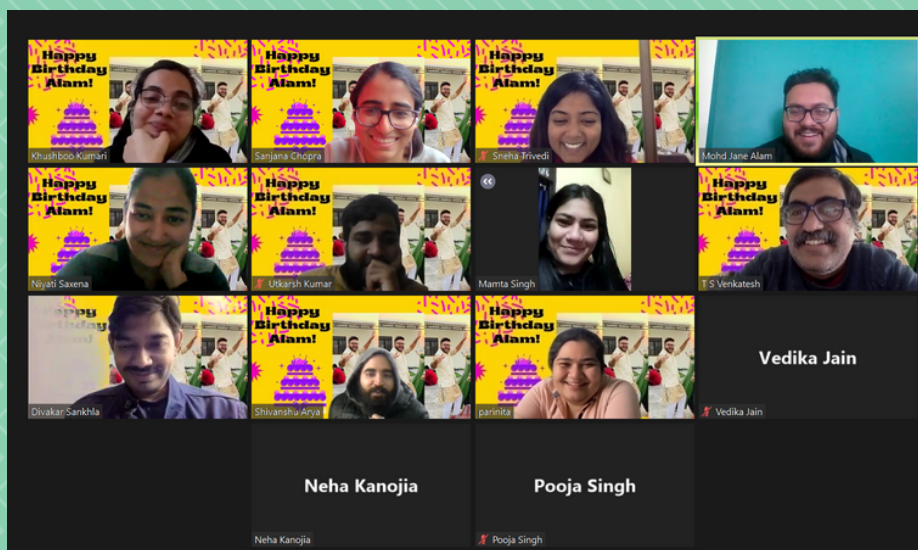 Happy
Birthday
Alam!
Khushboo Kumari
Happy
Birthday
Alam!
Sanjana Chopra
Happy
Birthday
Alam!
Sneha Trivedi
Mohd Jane Alam
Happy
Birthday
Alam!
Niyati Saxena
Happy
Birthday
Alam!
Utkarsh Kumar
Mamta Singh
Happy
Birthday
Alam!
T S Venkatesh
Happy
Birthday
Alam!
Divakar Sankhla
Happy
Birthday
Alam!
Shivanshu Arya
Happy
Birthday
Alam!
parinita
Vedika Jain
Vedika Jain
Neha Kanojia
Neha Kanojia
Pooja Singh
Pooja Singh